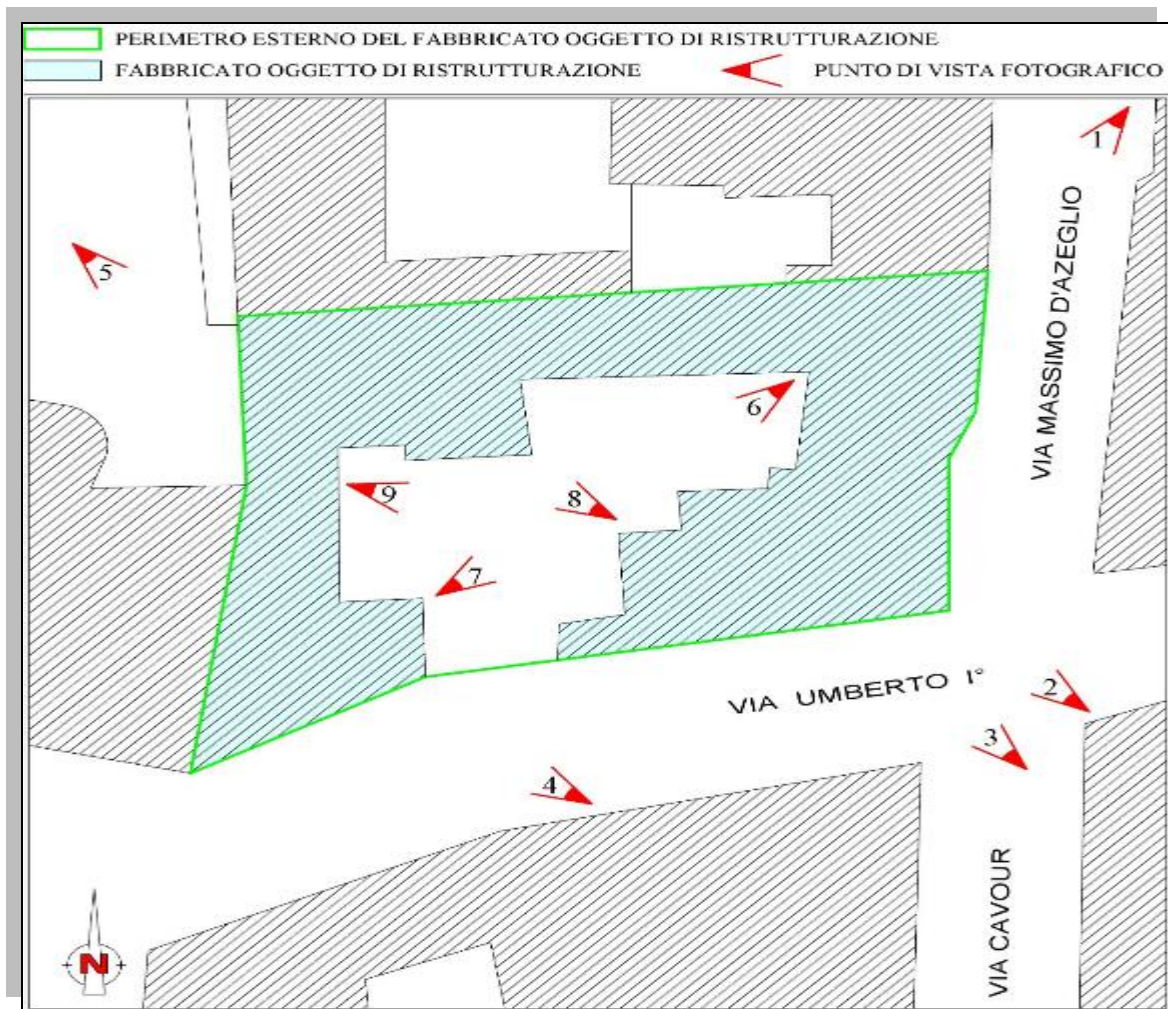 PERIMETRO ESTERNO DEL FABBRICATO OGGETTO DI RISTRUTTURAZIONE
FABBRICATO OGGETTO DI RISTRUTTURAZIONE
PUNTO DI VISTA FOTOGRAFICO
1
VIA MASSIMO D'AZEGLIO
5
6
9
8
7
VIA UMBERTO I°
2
3
4
VIA CAVOUR
N